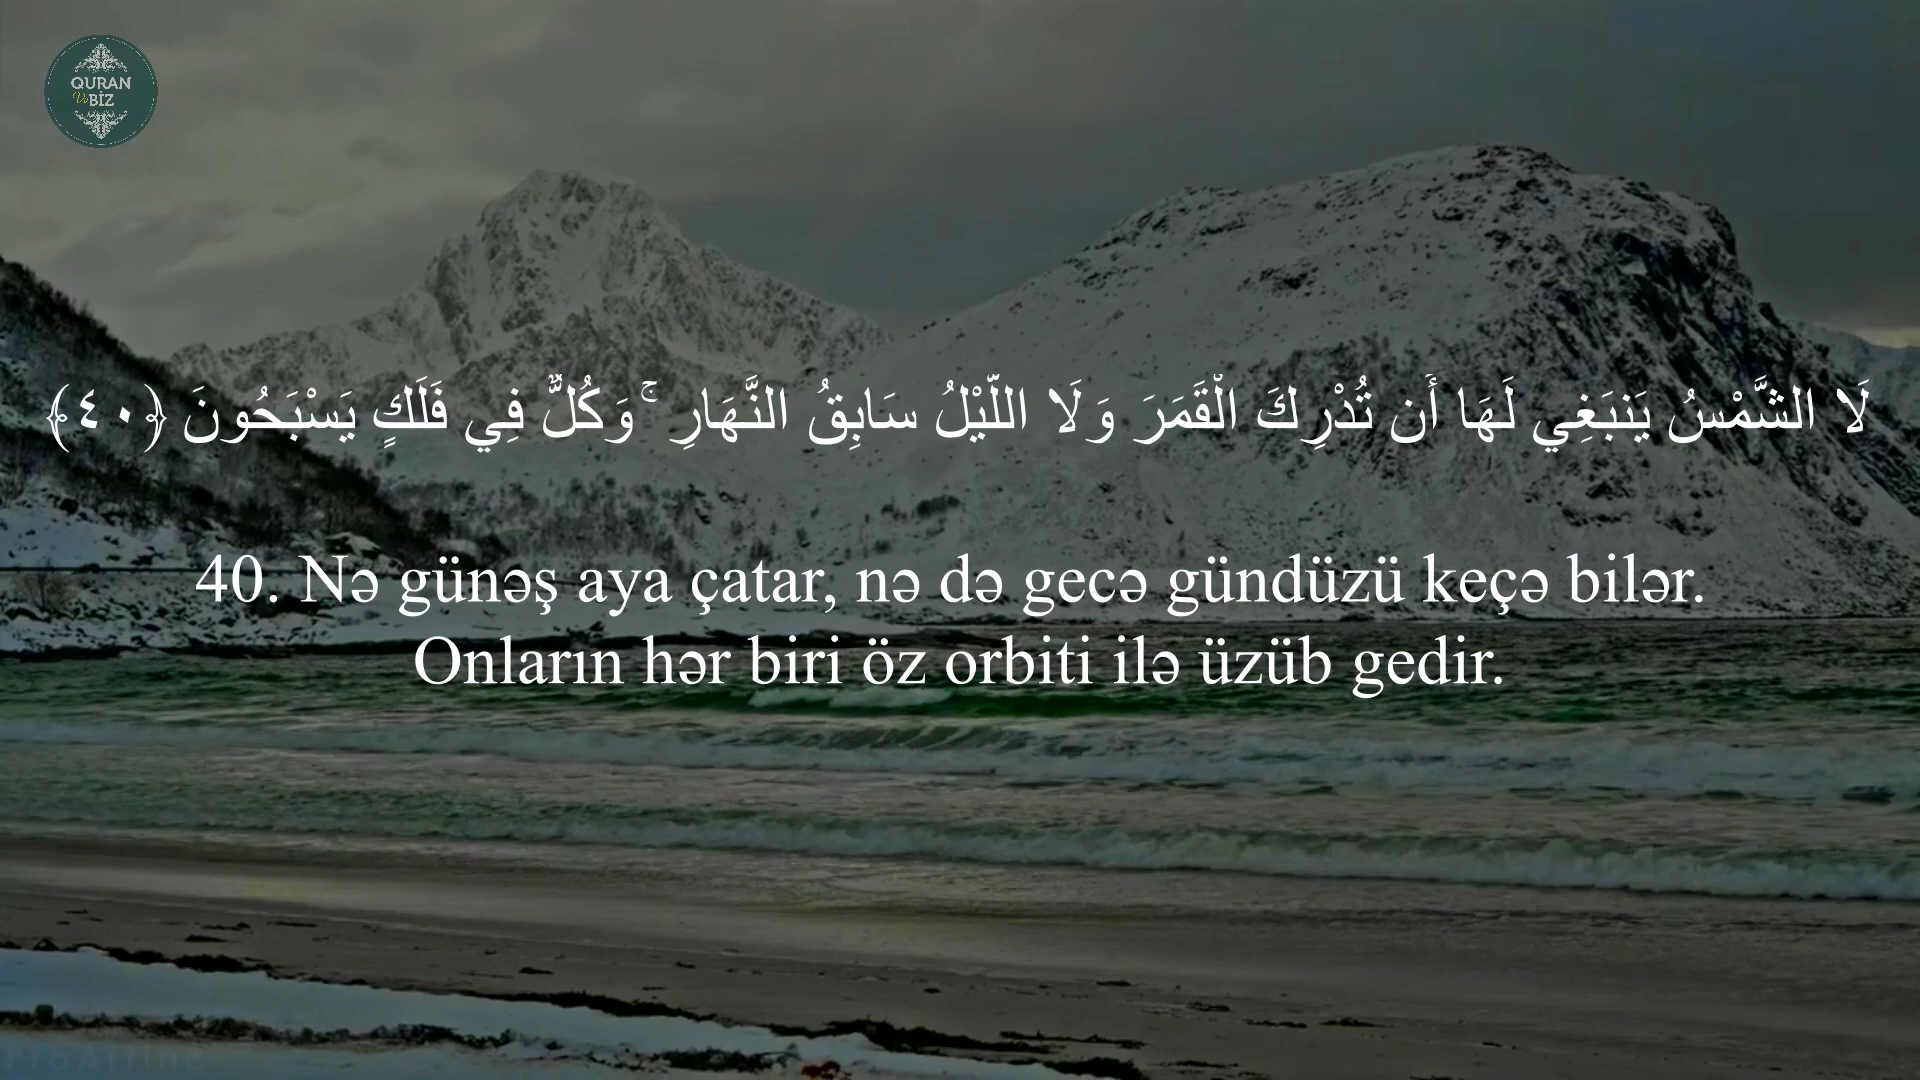 QURAN
Və
BİZ
لَا الشَّمْسُ يَنبَغِي لَهَا أَن تُدْرِكَ الْقَمَرَ وَلَا اللَّيْلُ سَابِقُ النَّهَارِ ۚ وَكُلٌّ فِي فَلَكٍ يَسْبَحُونَ ﴿٤٠﴾
40. Nə günəş aya çatar, nə də gecə gündüzü keçə bilər.
Onların hər biri öz orbiti ilə üzüb gedir.